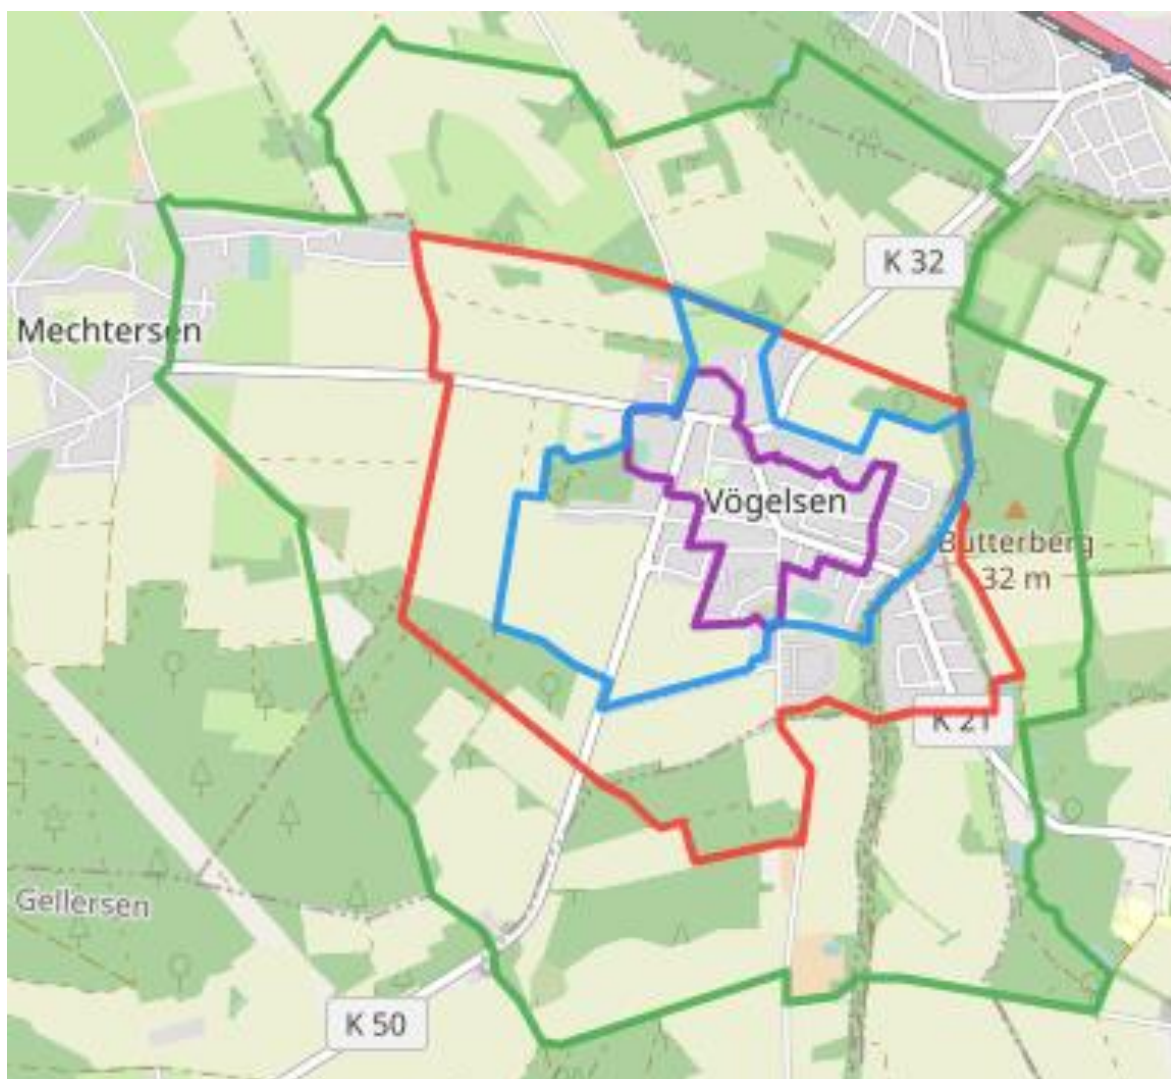 K 32
Mechtersen
Vögelsen
Butterberg
32 m
K 21
Gellersen
K 50